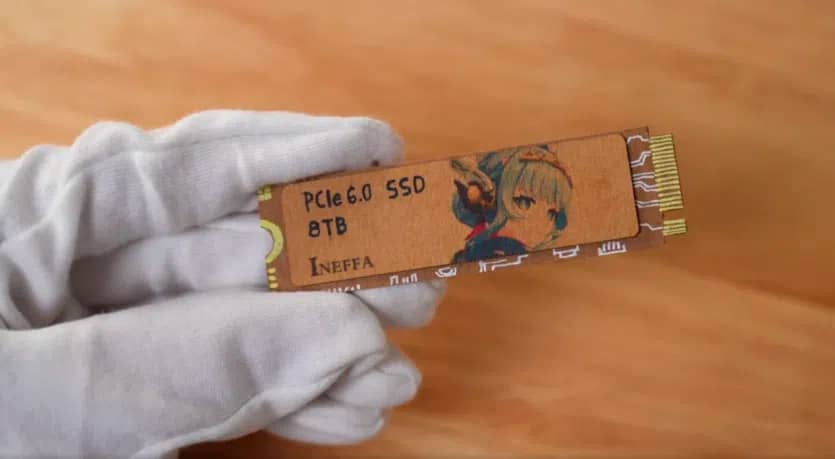 PCIe 6.0 SSD
8TB
INEFFA